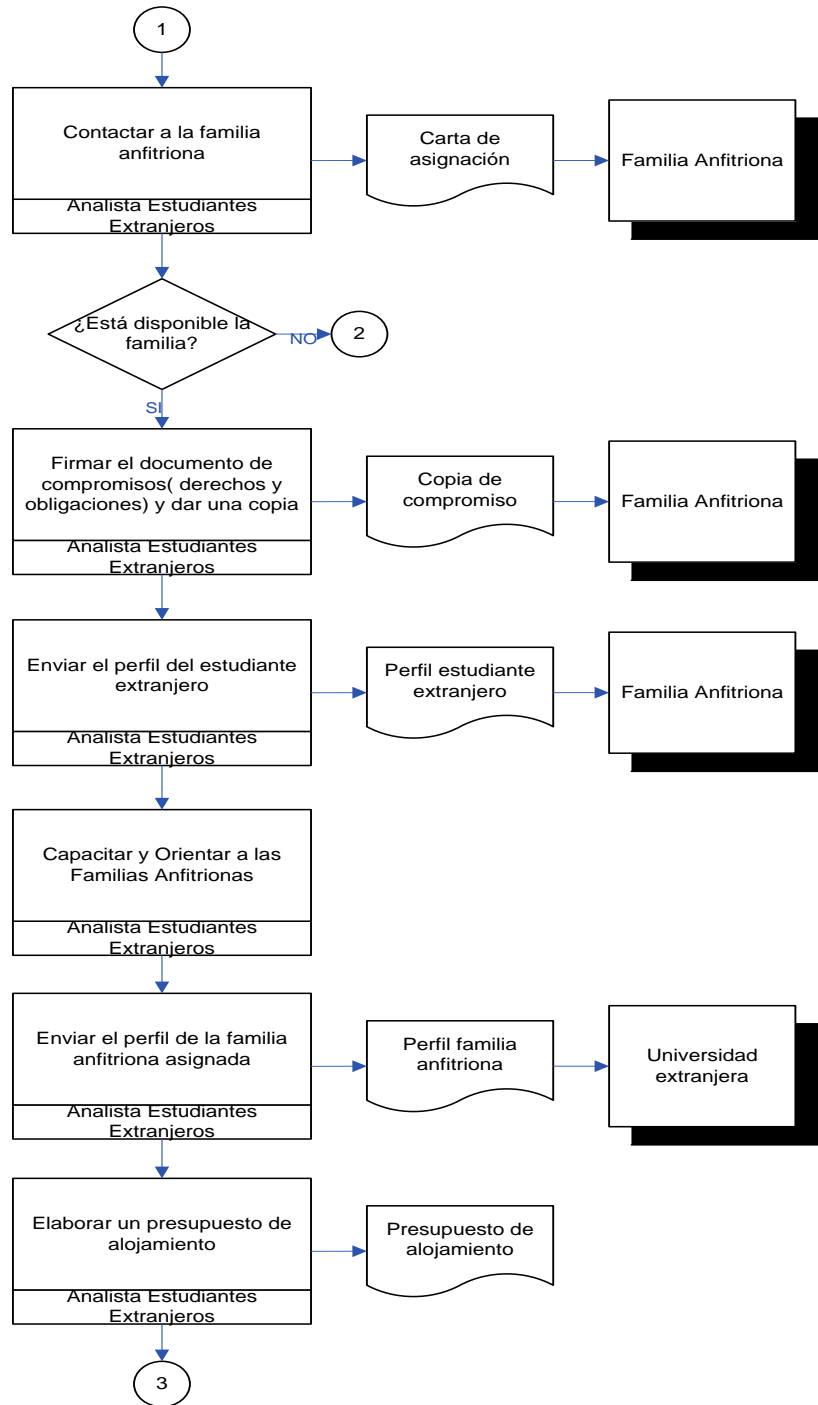 1
Contactar a la familia
anfitriona
Analista Estudiantes
Extranjeros
Carta de
asignación
Familia Anfitriona
¿Está disponible la
familia?
NO
2
SI
Firmar el documento de
compromisos( derechos y
obligaciones) y dar una copia
Analista Estudiantes
Extranjeros
Copia de
compromiso
Familia Anfitriona
Enviar el perfil del estudiante
extranjero
Analista Estudiantes
Extranjeros
Perfil estudiante
extranjero
Familia Anfitriona
Capacitar y Orientar a las
Familias Anfitrionas
Analista Estudiantes
Extranjeros
Enviar el perfil de la familia
anfitriona asignada
Analista Estudiantes
Extranjeros
Perfil familia
anfitriona
Universidad
extranjera
Elaborar un presupuesto de
alojamiento
Analista Estudiantes
Extranjeros
Presupuesto de
alojamiento
3